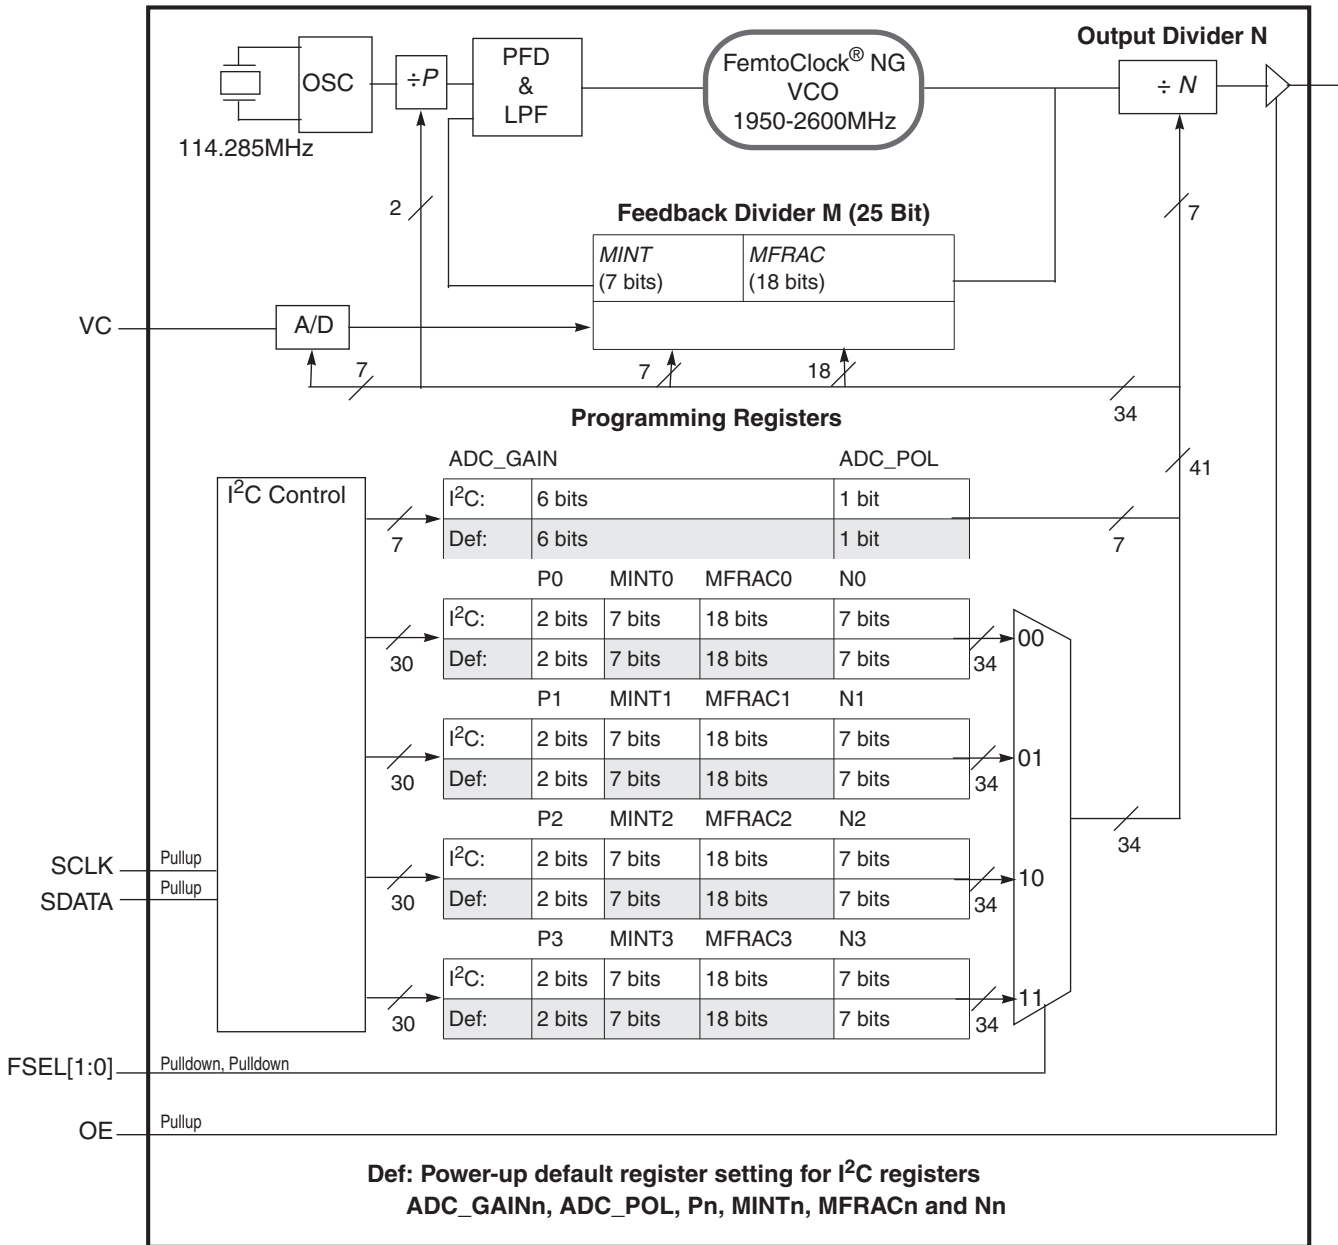 Output Divider N
OSC
÷P
PFD
&
LPF
FemtoClock® NG
VCO
1950-2600MHz
÷ N
114.285MHz
2
7
Feedback Divider M (25 Bit)
MINT
(7 bits)
MFRAC
(18 bits)
VC
A/D
7
7
18
34
Programming Registers
41
ADC_GAIN
ADC_POL
I²C Control
7
I²C:
6 bits
1 bit
Def:
6 bits
1 bit
7
P0
MINT0
MFRAC0
N0
30
I²C:
2 bits
7 bits
18 bits
7 bits
Def:
2 bits
7 bits
18 bits
7 bits
34
00
P1
MINT1
MFRAC1
N1
30
I²C:
2 bits
7 bits
18 bits
7 bits
Def:
2 bits
7 bits
18 bits
7 bits
34
01
P2
MINT2
MFRAC2
N2
30
I²C:
2 bits
7 bits
18 bits
7 bits
Def:
2 bits
7 bits
18 bits
7 bits
34
10
34
SCLK
Pullup
SDATA
Pullup
P3
MINT3
MFRAC3
N3
30
I²C:
2 bits
7 bits
18 bits
7 bits
Def:
2 bits
7 bits
18 bits
7 bits
34
11
FSEL[1:0]
Pulldown, Pulldown
OE
Pullup
Def: Power-up default register setting for I²C registers
ADC_GAINn, ADC_POL, Pn, MINTn, MFRACn and Nn